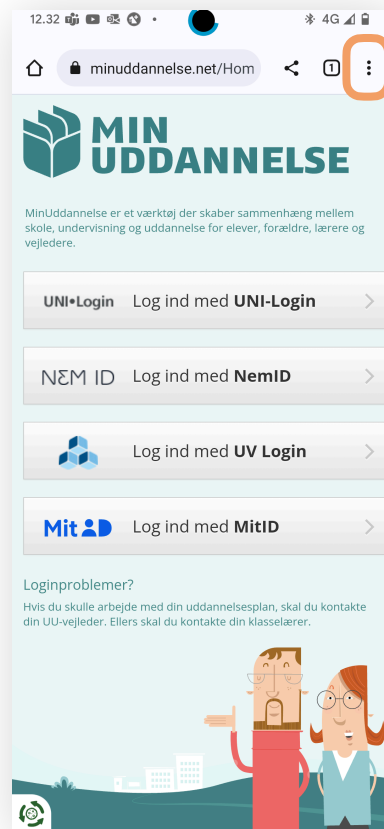 12.32
4G
minuddannelse.net/Hom
1
MIN
UDDANNELSE
MinUddannelse er et værktøj der skaber sammenhæng mellem
skole, undervisning og uddannelse for elever, forældre, lærere og
vejledere.
UNI•Login Log ind med UNI-Login
NEM ID Log ind med NemID
Log ind med UV Login
Mit ID Log ind med MitID
Loginproblemer?
Hvis du skulle arbejde med din uddannelsesplan, skal du kontakte
din UU-vejleder. Ellers skal du kontakte din klasselærer.